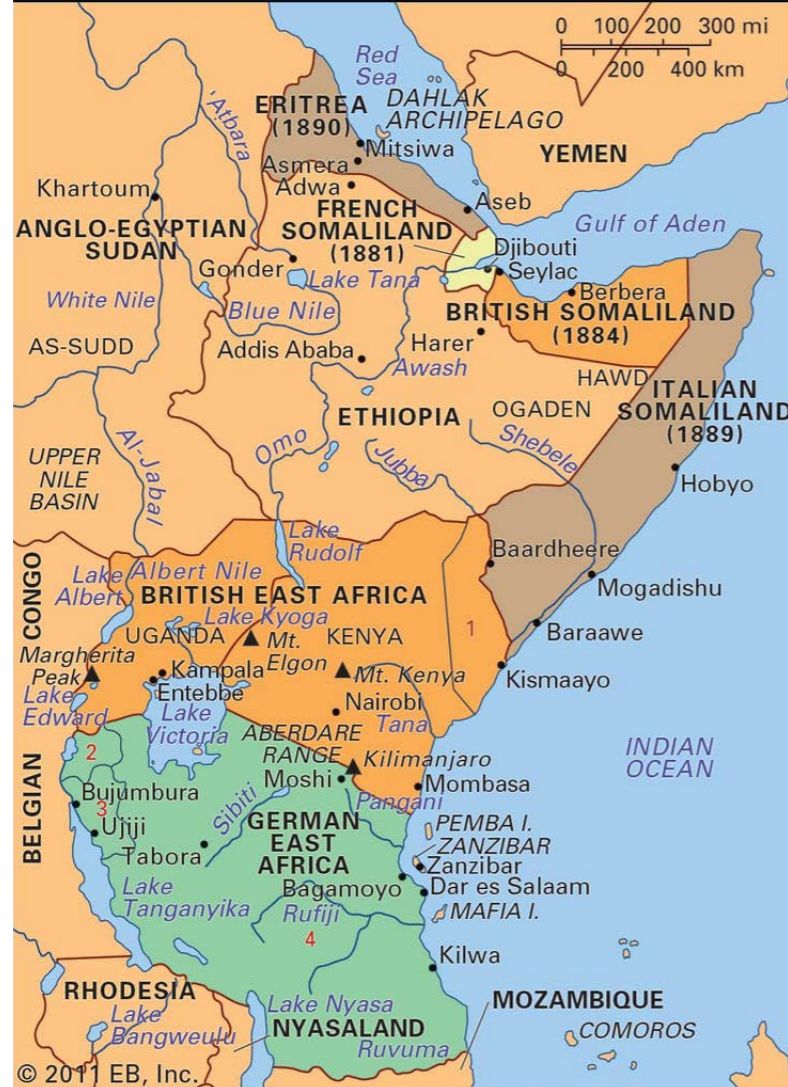 0 100 200 300 mi
0 200 400 km
Red
Sea
ERITREA
(1890)
DAHLAK
ARCHIPELAGO
'Aṭbara
YEMEN
Mitsiwa
Asmera
Adwa
Khartoum
Aseb
FRENCH
SOMALILAND
(1881)
Gulf of Aden
ANGLO-EGYPTIAN
SUDAN
Djibouti
Seylac
Gonder
Lake Tana
White Nile
Blue Nile
Berbera
BRITISH SOMALILAND
(1884)
AS-SUDD
Addis Ababa
Harer
Awash
HAWD
ITALIAN
SOMALILAND
(1889)
ETHIOPIA
OGADEN
Omo
Shebele
Jubba
Al-Jabal
UPPER
NILE
BASIN
Hobyo
Lake
Rudolf
Baardheere
Lake
Albert
Albert Nile
Mogadishu
BRITISH EAST AFRICA
Lake Kyoga
1
UGANDA
KENYA
Baraawe
Mt.
Elgon
Margherita
Peak
Kampala
Mt. Kenya
Kismaayo
Entebbe
Lake
Edward
Nairobi
Lake
Victoria
Tana
ABERDARE
RANGE
INDIAN
OCEAN
2
Kilimanjaro
Moshi
Mombasa
Pangani
Bujumbura
3
Sibiti
PEMBA I.
Ujiji
GERMAN
EAST
AFRICA
ZANZIBAR
Tabora
Zanzibar
BELGIAN CONGO
Bagamoyo
Dar es Salaam
Lake
Tanganyika
Rufiji
MAFIA I.
4
Kilwa
RHODESIA
Lake
Bangweulu
Lake Nyasa
NYASALAND
MOZAMBIQUE
COMOROS
Ruvuma
© 2011 EB, Inc.